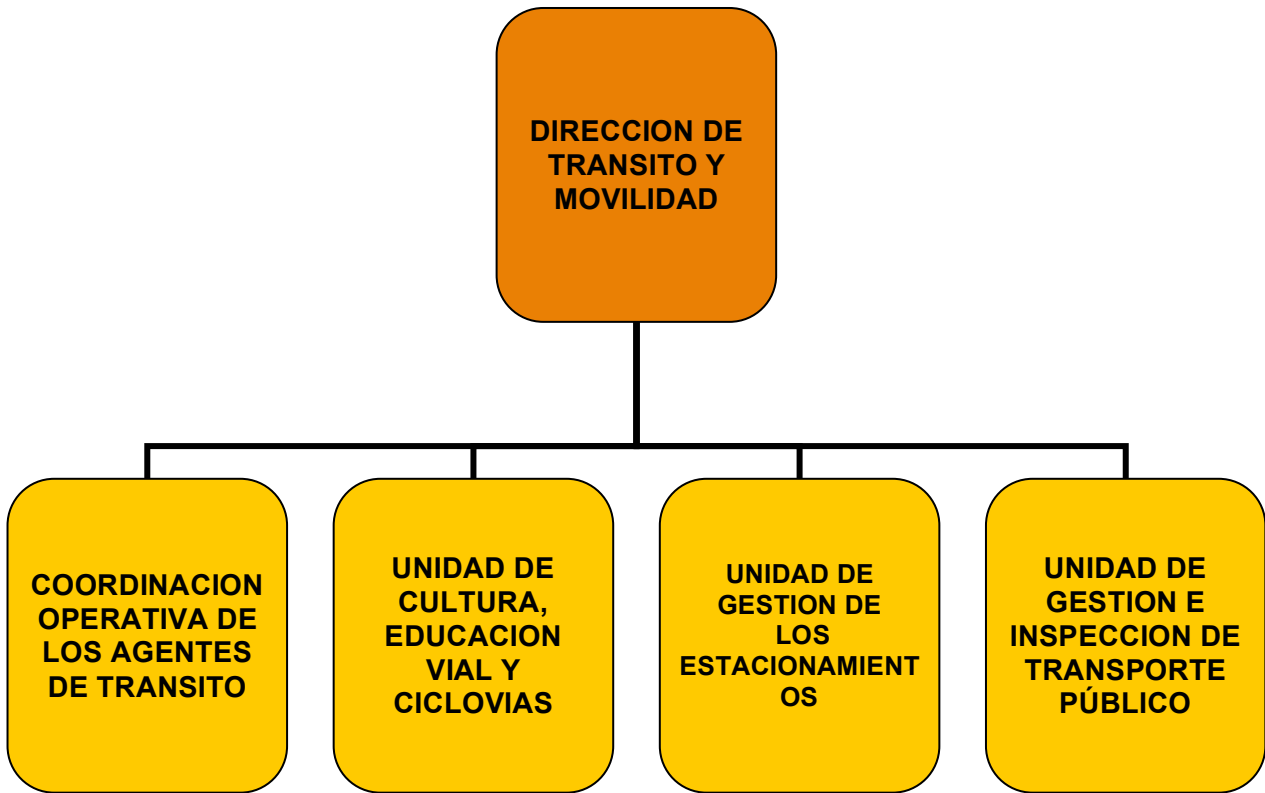 DIRECCION DE
TRANSITO Y
MOVILIDAD
COORDINACION
OPERATIVA DE
LOS AGENTES
DE TRANSITO
UNIDAD DE
CULTURA,
EDUCACION
VIAL Y
CICLOVIAS
UNIDAD DE
GESTION DE
LOS
ESTACIONAMIENT
OS
UNIDAD DE
GESTION E
INSPECCION DE
TRANSPORTE
PÚBLICO